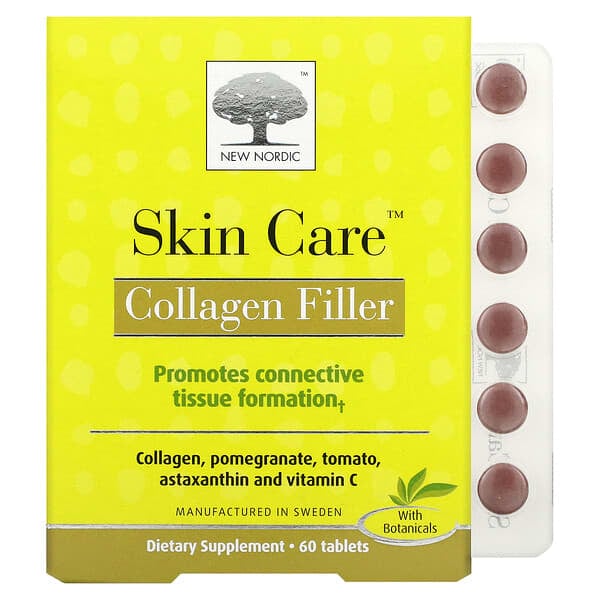 ™
NEW NORDIC
Skin Care™
Collagen Filler
Promotes connective
tissue formation†
Collagen, pomegranate, tomato,
astaxanthin and vitamin C
MANUFACTURED IN SWEDEN
With
Botanicals
Dietary Supplement • 60 tablets